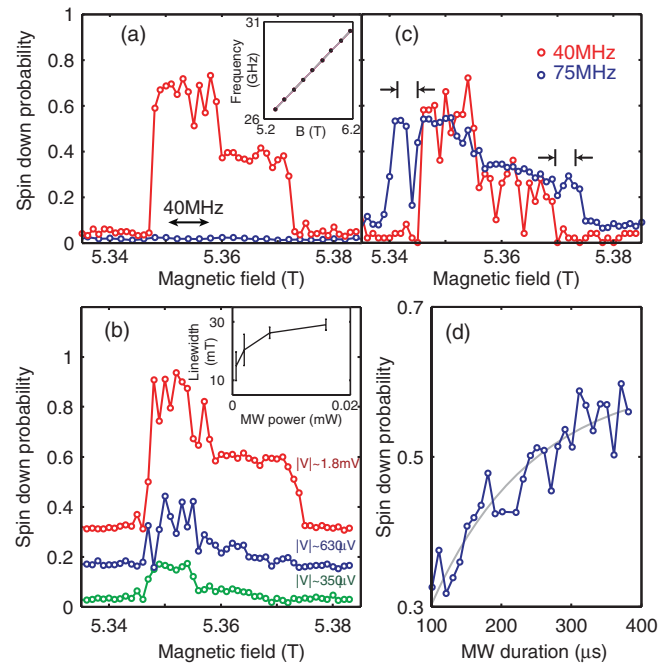 (a)
Spin down probability
1
0.8
0.6
0.4
0.2
0
40MHz
5.34
5.36
5.38
Magnetic field (T)
Frequency
(GHz)
31
26
5.2
B (T)
6.2
(c)
40MHz
75MHz
5.34
5.36
5.38
Magnetic field (T)
(b)
Spin down probability
1
0.8
0.6
0.4
0.2
0
|V|~1.8mV
|V|~630μV
|V|~350μV
5.34
5.36
5.38
Magnetic field (T)
Linewidth
(mT)
30
10
0
MW power (mW)
0.02
(d)
Spin down probability
0.7
0.5
0.3
100
200
300
400
MW duration (μs)